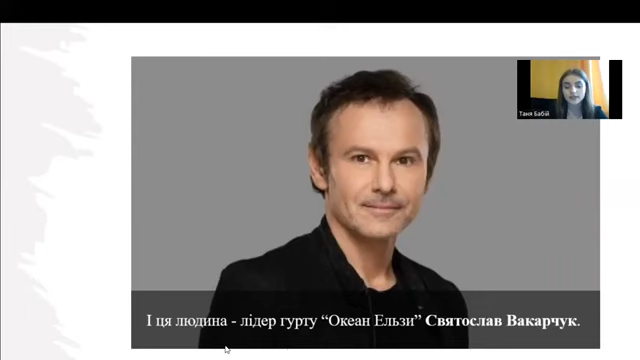 Таня Бабій
І ця людина - лідер гурту “Океан Ельзи” Святослав Вакарчук.